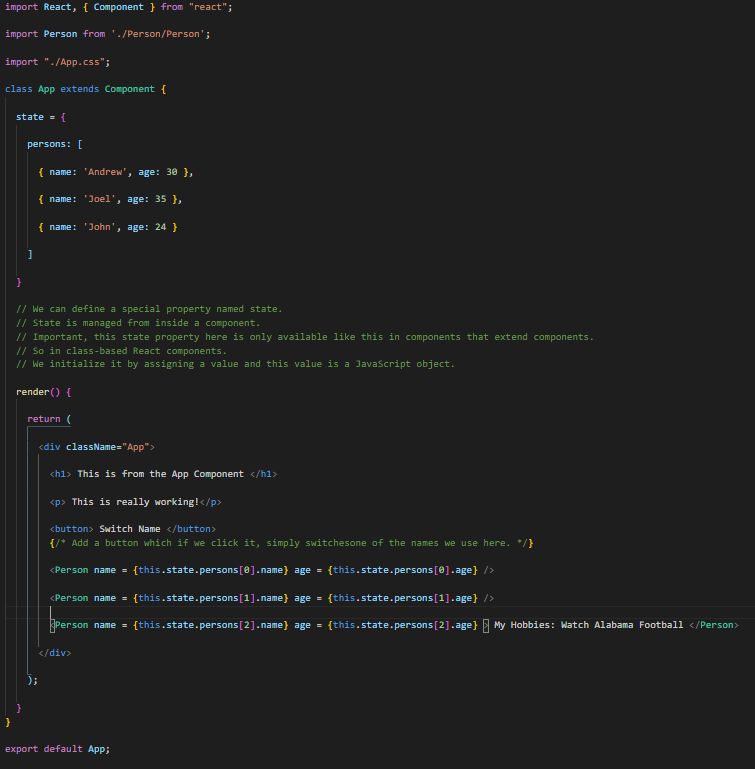 import React, { Component } from "react";
import Person from './Person/Person';
import "./App.css";
class App extends Component {
state = {
persons: [
{ name: 'Andrew', age: 30 },
{ name: 'Joel', age: 35 },
{ name: 'John', age: 24 }
]
}
// We can define a special property named state.
// State is managed from inside a component.
// Important, this state property here is only available like this in components that extend components.
// So in class-based React components.
// We initialize it by assigning a value and this value is a JavaScript object.
render() {
return (
<div className="App">
<h1> This is from the App Component </h1>
<p> This is really working!</p>
<button> Switch Name </button>
{/* Add a button which if we click it, simply switchesone of the names we use here. */}
<Person name = {this.state.persons[0].name} age = {this.state.persons[0].age} />
<Person name = {this.state.persons[1].name} age = {this.state.persons[1].age} />
<Person name = {this.state.persons[2].name} age = {this.state.persons[2].age} > My Hobbies: Watch Alabama Football </Person>
</div>
);
}
}
export default App;